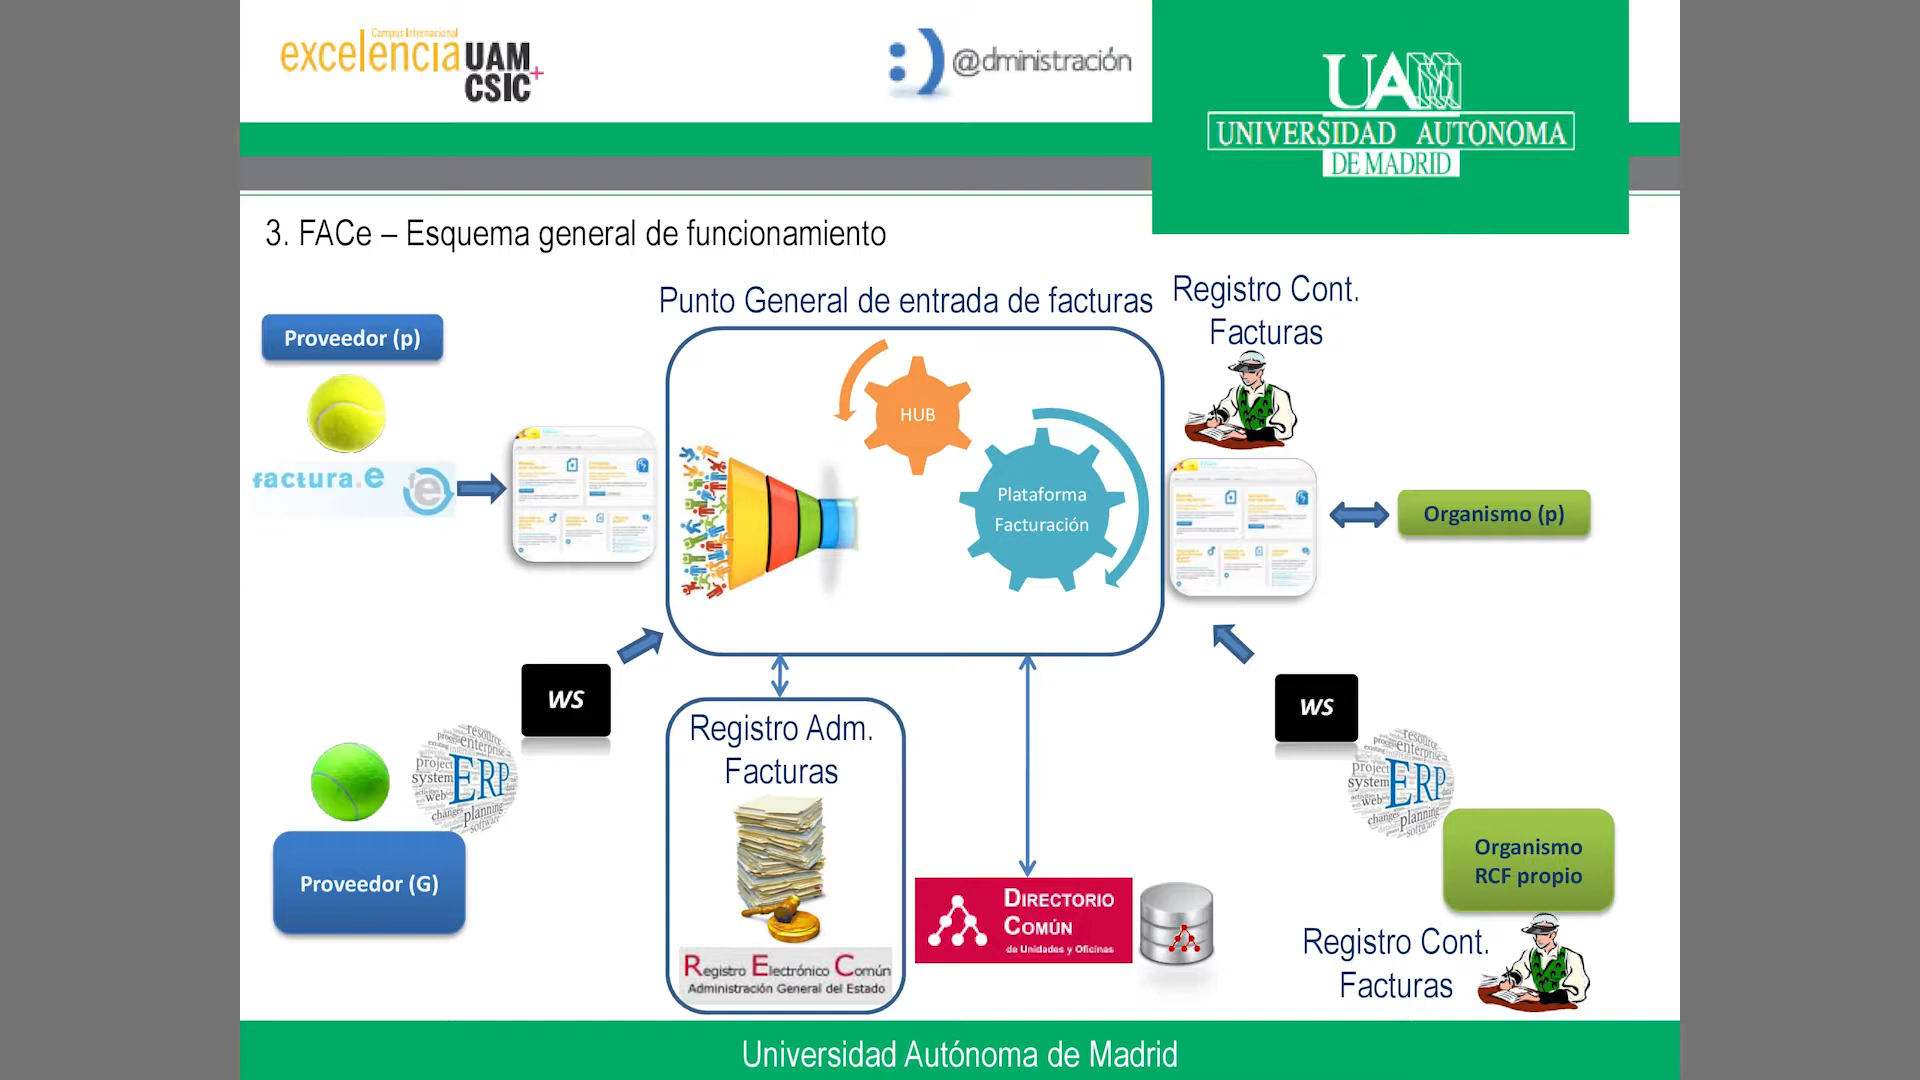 Campus Internacional
excelencia UAM
CSIC+
:) @dministración
UAM
UNIVERSIDAD AUTONOMA
DE MADRID
3. FACe – Esquema general de funcionamiento
Punto General de entrada de facturas
Registro Cont.
Facturas
Proveedor (p)
factura.e
fe
HUB
Plataforma
Facturación
Organismo (p)
WS
WS
Registro Adm.
Facturas
ERP
ERP
Proveedor (G)
Organismo
RCF propio
DIRECTORIO
COMÚN
de Unidades y Oficinas
Registro Electrónico Común
Administración General del Estado
Registro Cont.
Facturas
Universidad Autónoma de Madrid